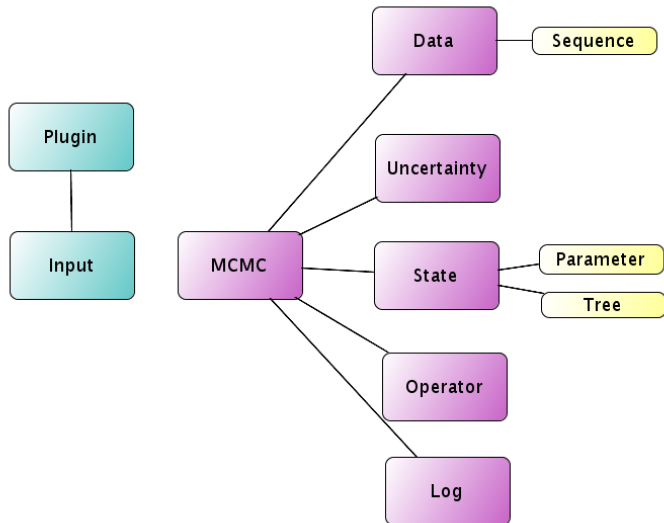 Data
Sequence
Plugin
Uncertainty
Input
MCMC
State
Parameter
Tree
Operator
Log